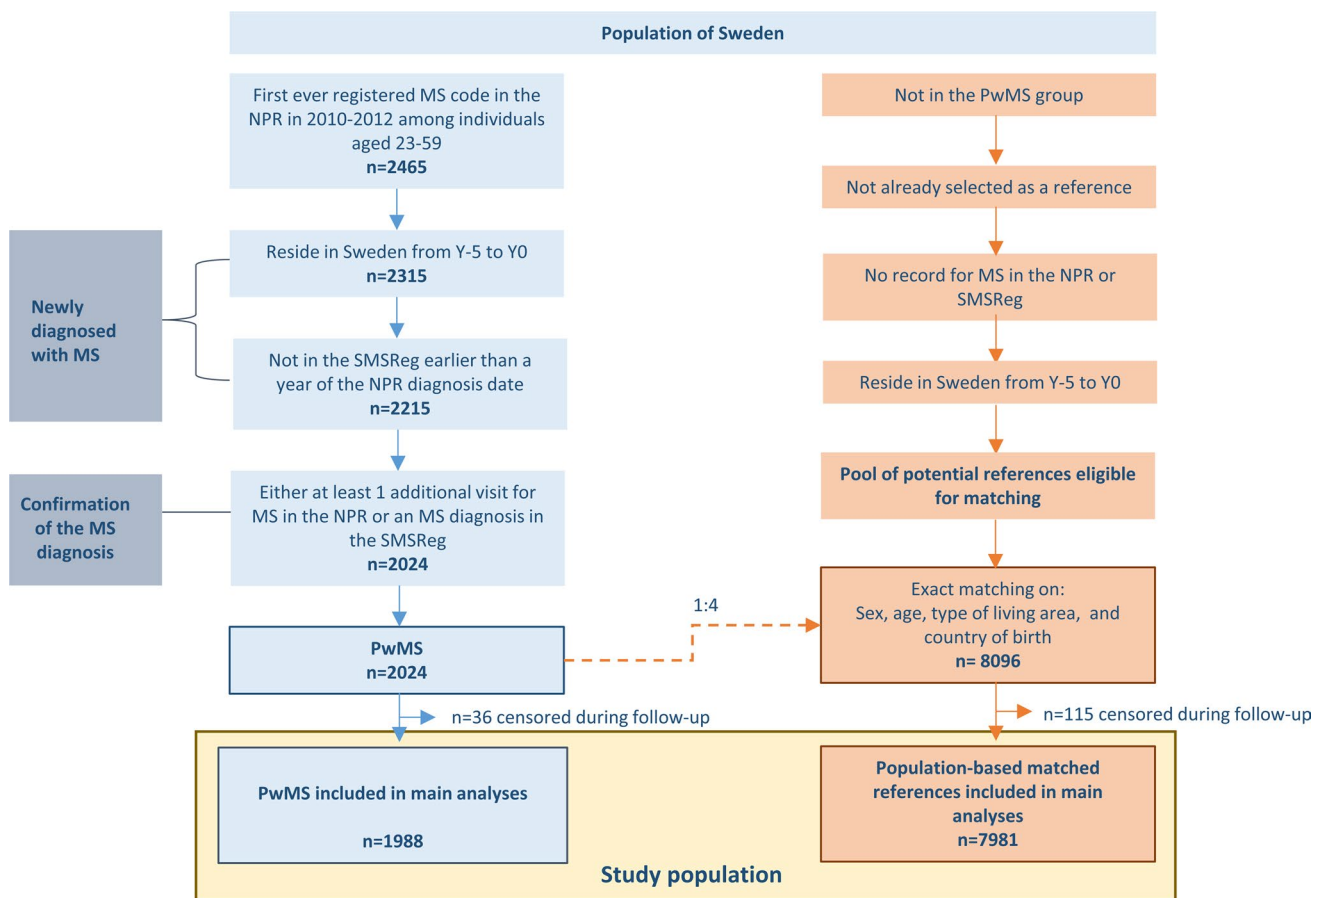 Population of Sweden
First ever registered MS code in the
NPR in 2010-2012 among individuals
aged 23-59
n=2465
Reside in Sweden from Y-5 to Y0
n=2315
Newly
diagnosed
with MS
Not in the SMSReg earlier than a
year of the NPR diagnosis date
n=2215
Confirmation
of the MS
diagnosis
Either at least 1 additional visit for
MS in the NPR or an MS diagnosis in
the SMSReg
n=2024
PwMS
n=2024
1:4
n=36 censored during follow-up
PwMS included in main analyses
n=1988
Not in the PwMS group
Not already selected as a reference
No record for MS in the NPR or
SMSReg
Reside in Sweden from Y-5 to Y0
Pool of potential references eligible
for matching
Exact matching on:
Sex, age, type of living area, and
country of birth
n= 8096
n=115 censored during follow-up
Population-based matched
references included in main
analyses
n=7981
Study population